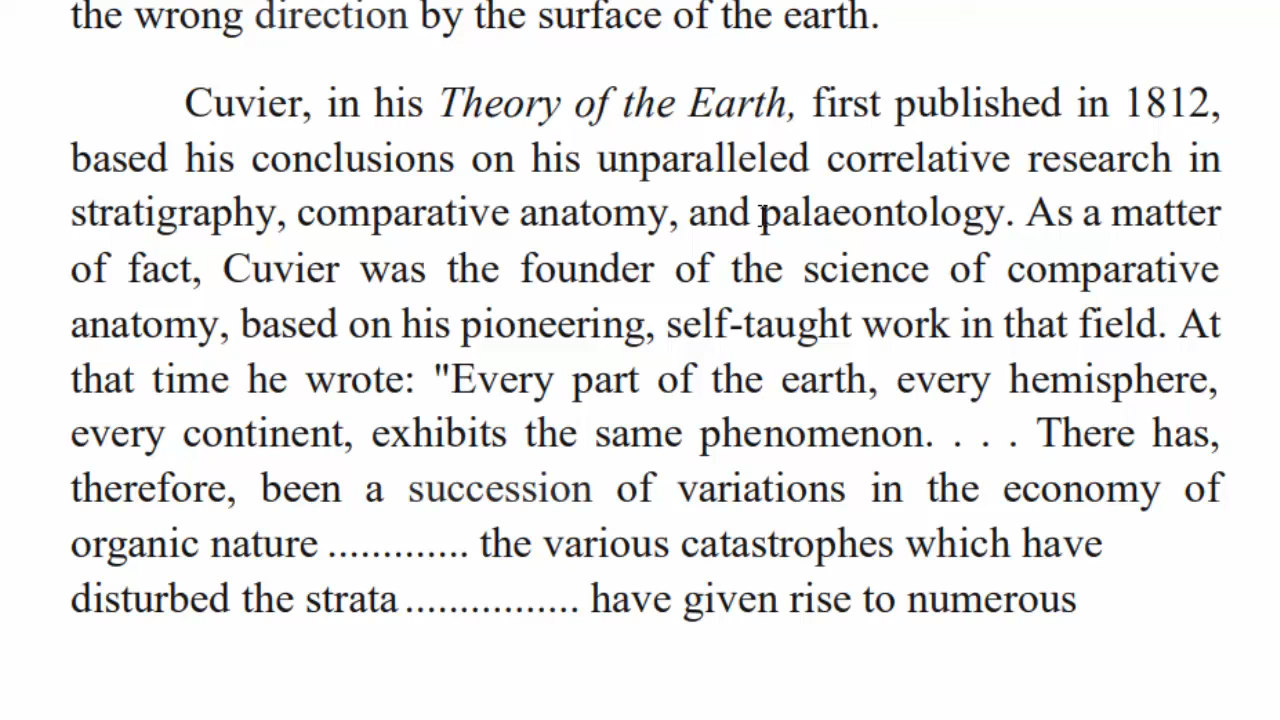 the wrong direction by the surface of the earth.
Cuvier, in his Theory of the Earth, first published in 1812,
based his conclusions on his unparalleled correlative research in
stratigraphy, comparative anatomy, and palaeontology. As a matter
of fact, Cuvier was the founder of the science of comparative
anatomy, based on his pioneering, self-taught work in that field. At
that time he wrote: "Every part of the earth, every hemisphere,
every continent, exhibits the same phenomenon. . . . There has,
therefore, been a succession of variations in the economy of
organic nature ............. the various catastrophes which have
disturbed the strata ................ have given rise to numerous